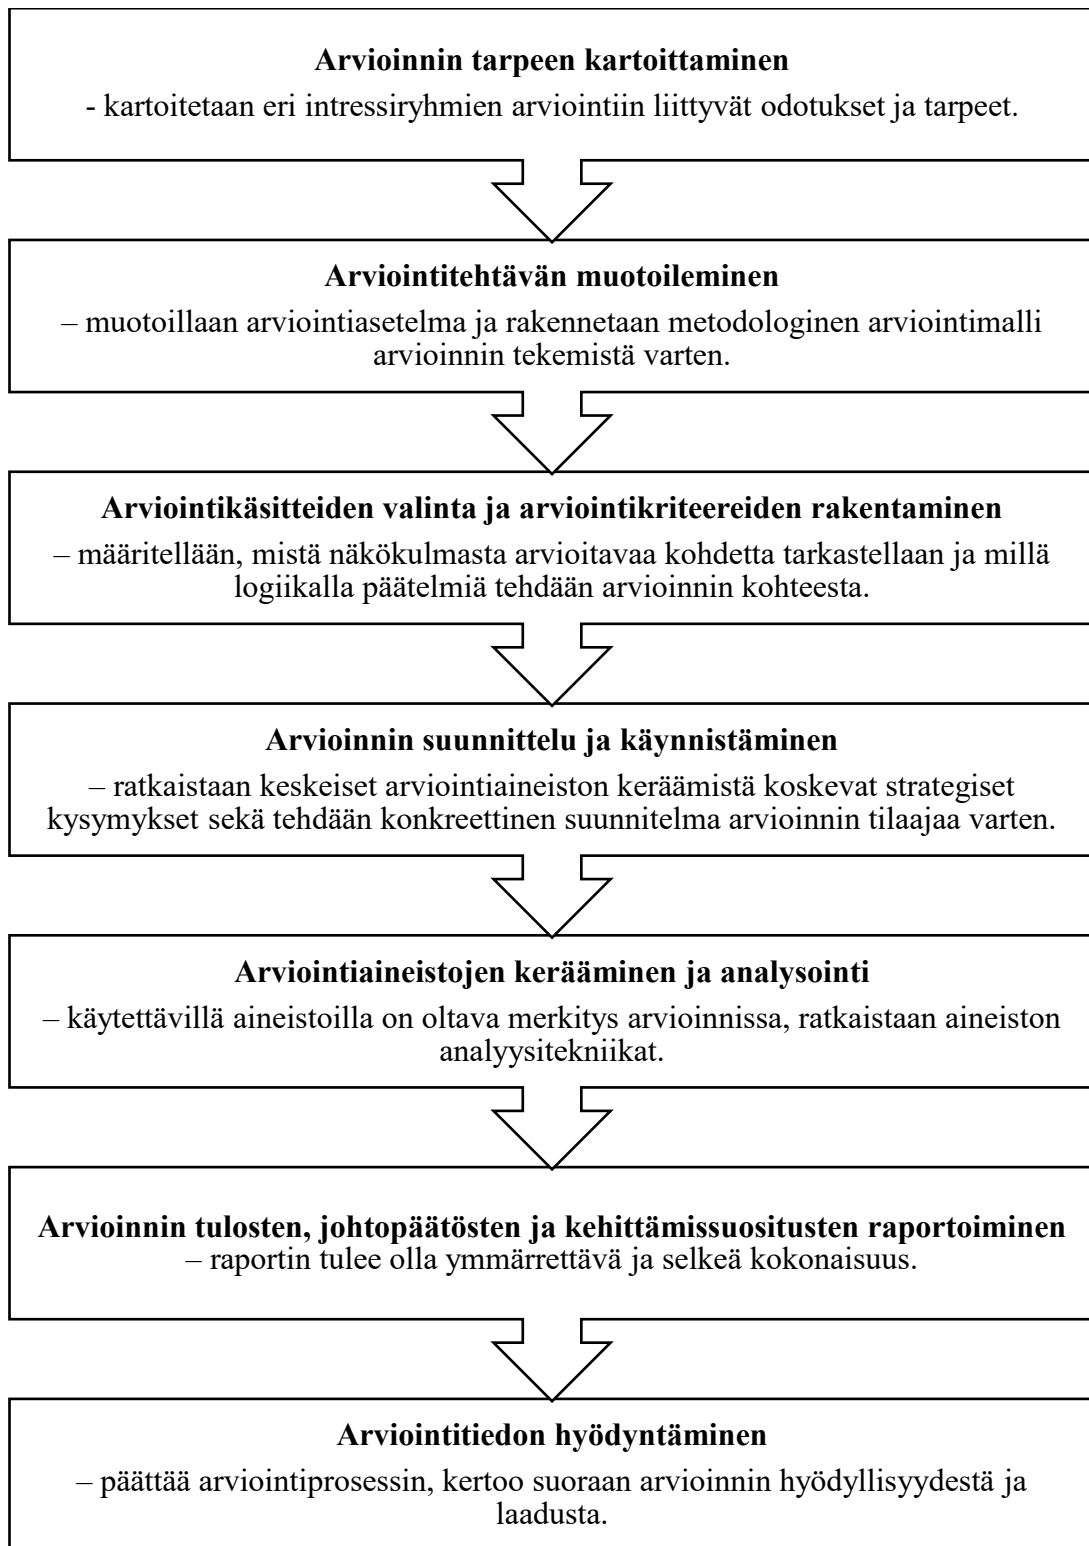 Arvioinnin tarpeen kartoittaminen
- kartoitetaan eri intressiryhmien arviointiin liittyvät odotukset ja tarpeet.
Arviointitehtävän muotoileminen
– muotoillaan arviointiasetelma ja rakennetaan metodologinen arviointimalli
arvioinnin tekemistä varten.
Arviointikäsitteiden valinta ja arviointikriteereiden rakentaminen
– määritellään, mistä näkökulmasta arvioitavaa kohdetta tarkastellaan ja millä
logiikalla päätelmiä tehdään arvioinnin kohteesta.
Arvioinnin suunnittelu ja käynnistäminen
– ratkaistaan keskeiset arviointiaineiston keräämistä koskevat strategiset
kysymykset sekä tehdään konkreettinen suunnitelma arvioinnin tilaajaa varten.
Arviointiaineistojen kerääminen ja analysointi
– käytettävillä aineistoilla on oltava merkitys arvioinnissa, ratkaistaan aineiston
analyysitekniikat.
Arvioinnin tulosten, johtopäätösten ja kehittämissuositusten raportoiminen
– raportin tulee olla ymmärrettävä ja selkeä kokonaisuus.
Arviointitiedon hyödyntäminen
– päättää arviointiprosessin, kertoo suoraan arvioinnin hyödyllisyydestä ja
laadusta.